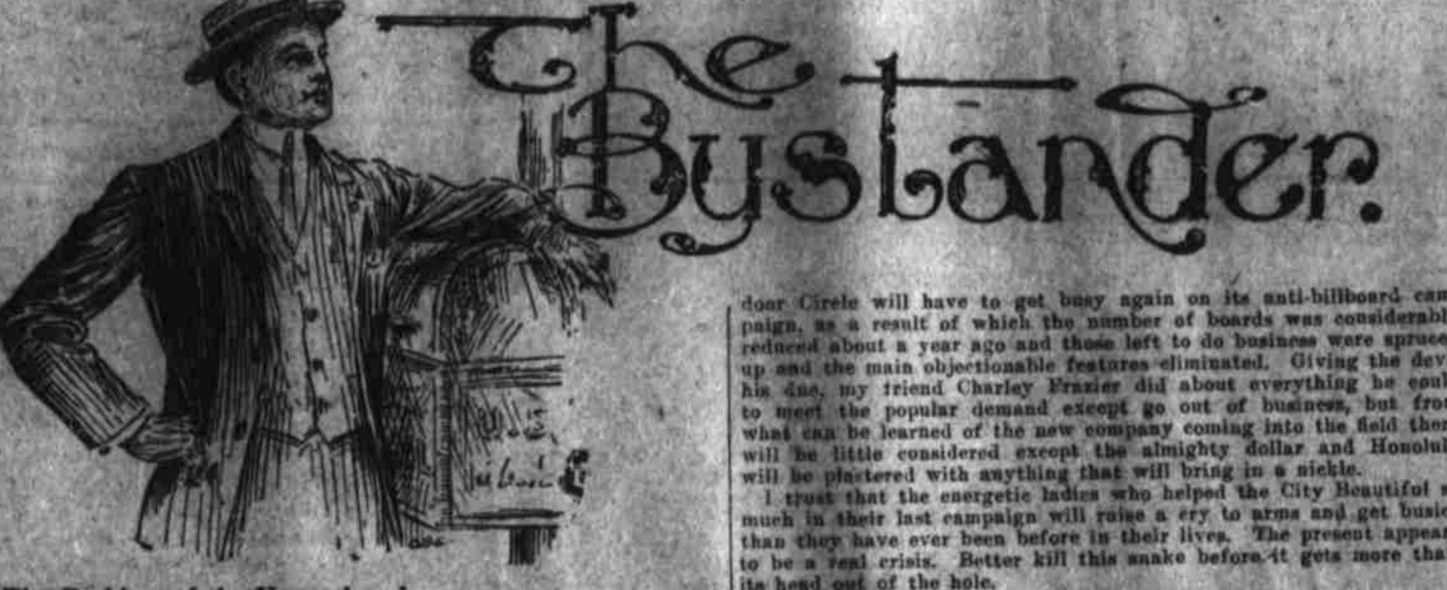 The
Bystander.
door Circle will have to get busy again on its anti-billboard cam
paign, as a result of which the number of boards was considerabl
reduced about a year ago and those left to do business were spruce
up and the main objectionable features eliminated. Giving the dev
his due, my friend Charley Frazier did about everything he coul
to meet the popular demand except go out of business, but fro
what can be learned of the new company coming into the field ther
will be little considered except the almighty dollar and Honolul
will be plastered with anything that will bring in a nickle.
I trust that the energetic ladies who helped the City Beautiful s
much in their last campaign will raise a cry to arms and get busie
than they have ever been before in their lives. The present appear
to be a real crisis. Better kill this snake before it gets more tha
its head out of the hole.